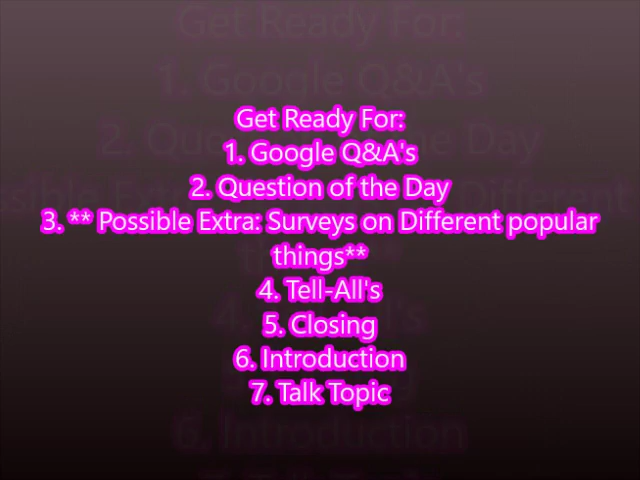 Get Ready For:
1. Google Q&A's
2. Question of the Day
3. ** Possible Extra: Surveys on Different popular
things**
4. Tell-All's
5. Closing
6. Introduction
7. Talk Topic